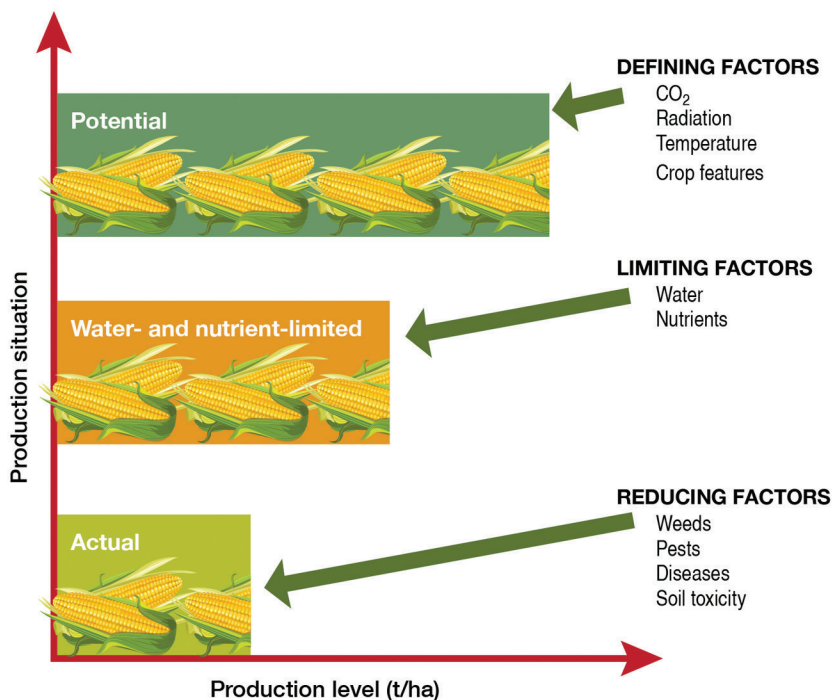 Production situation
Potential
DEFINING FACTORS
CO₂
Radiation
Temperature
Crop features
Water- and nutrient-limited
LIMITING FACTORS
Water
Nutrients
Actual
REDUCING FACTORS
Weeds
Pests
Diseases
Soil toxicity
Production level (t/ha)